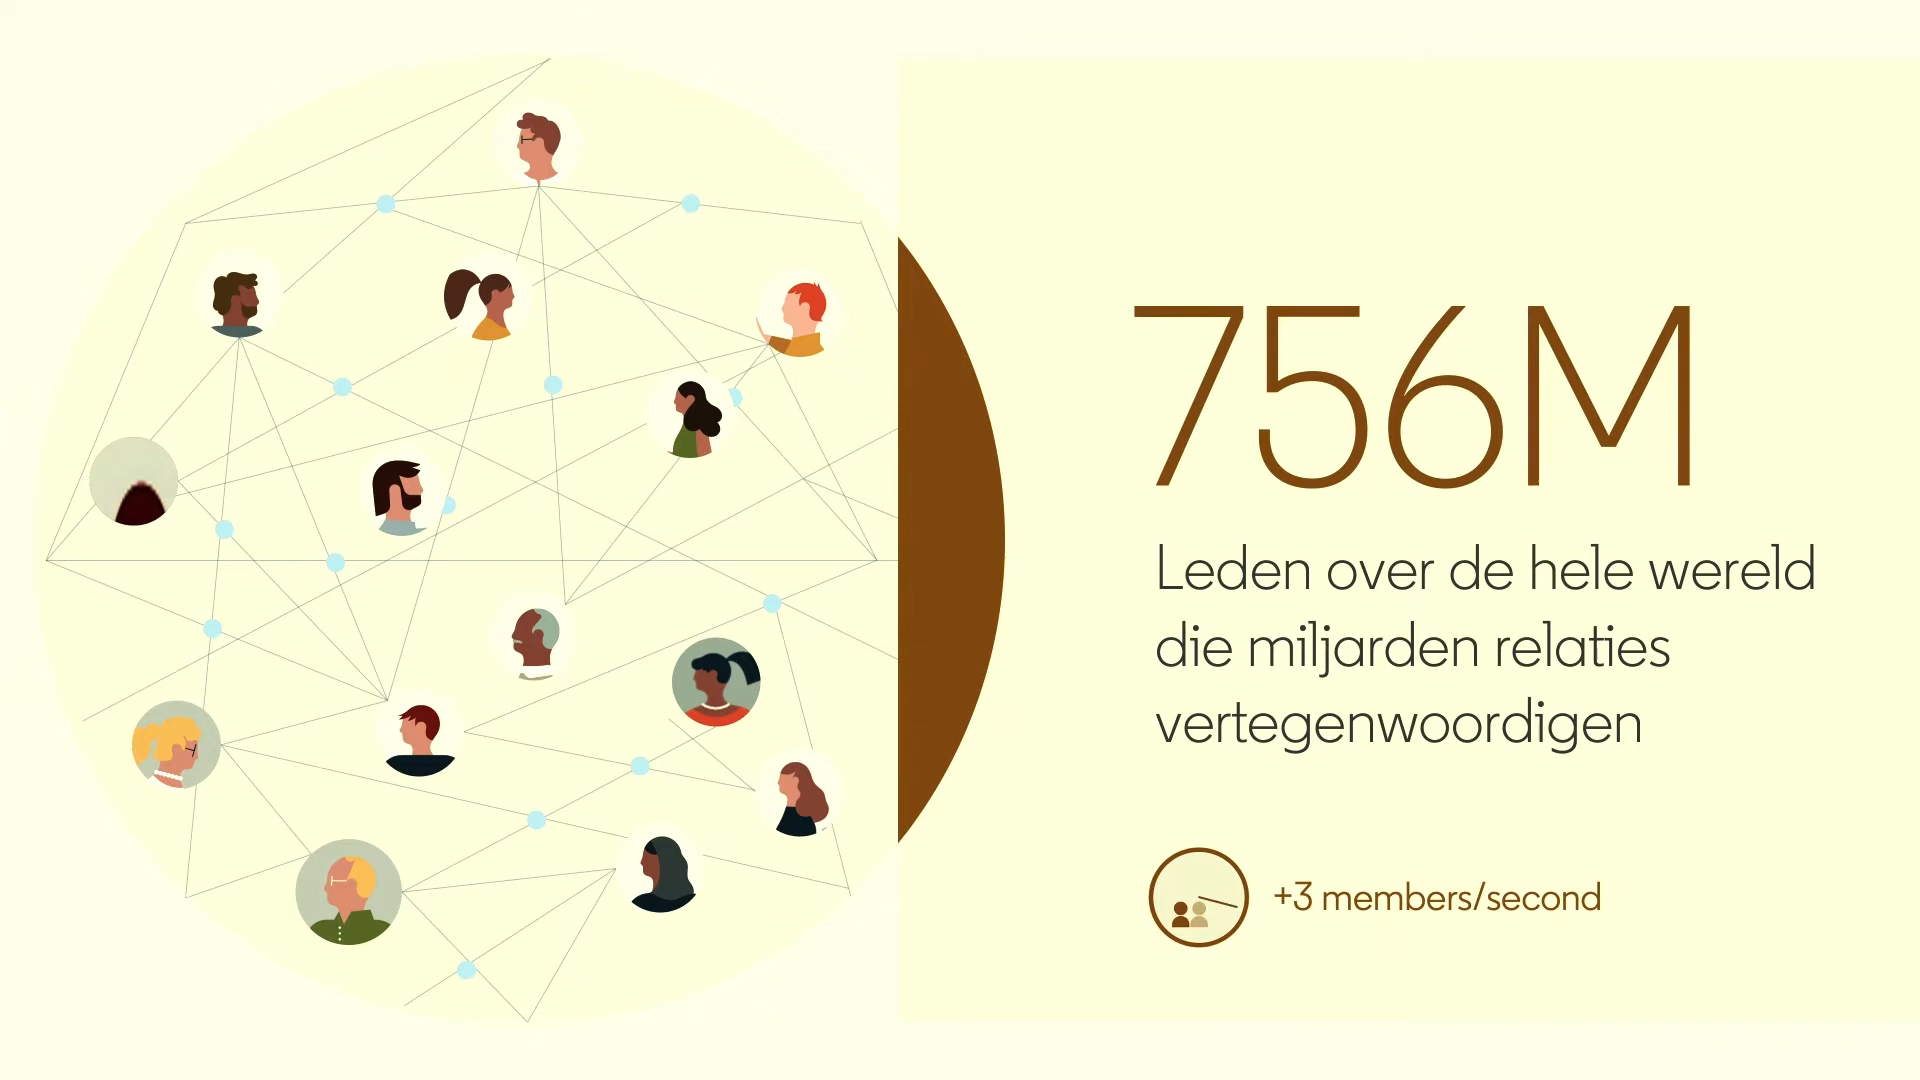 756M
Leden over de hele wereld
die miljarden relaties
vertegenwoordigen
+3 members/second